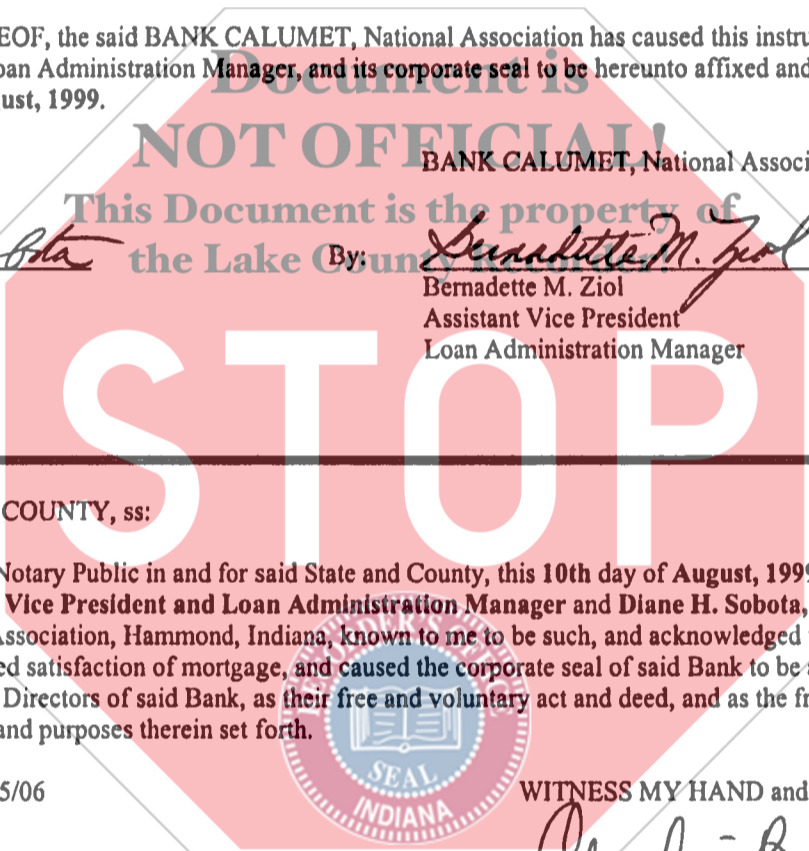 EOF, the said BANK CALUMET, National Association has caused this instru
oan Administration Manager, and its corporate seal to be hereunto affixed and
ust, 1999.
Document is
NOT OFFICIAL!
BANK CALUMET, National Associ
This Document is the property of
the Lake County Recorder!
By: Bernadette M. Ziol
Bernadette M. Ziol
Assistant Vice President
Loan Administration Manager
STOP
COUNTY, ss:
Notary Public in and for said State and County, this 10th day of August, 1999
Vice President and Loan Administration Manager and Diane H. Sobota,
Association, Hammond, Indiana, known to me to be such, and acknowledged
ed satisfaction of mortgage, and caused the corporate seal of said Bank to be
Directors of said Bank, as their free and voluntary act and deed, and as the fr
and purposes therein set forth.
RECORDER'S OFFICE
SEAL
INDIANA
5/06
WITNESS MY HAND and